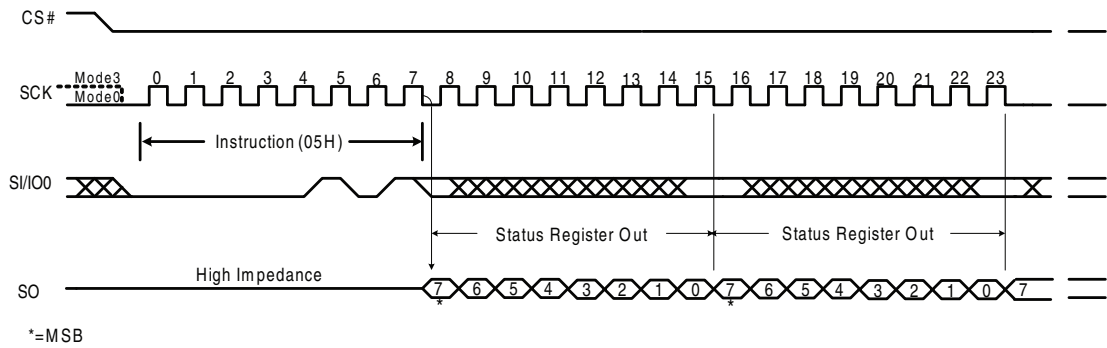 CS#
SCK
Mode3
Mode0
0 1 2 3 4 5 6 7 8 9 10 11 12 13 14 15 16 17 18 19 20 21 22 23
Instruction (05H)
SI/IO0
Status Register Out
Status Register Out
SO
High Impedance
7 6 5 4 3 2 1 0 7 6 5 4 3 2 1 0 7
* *
*=MSB